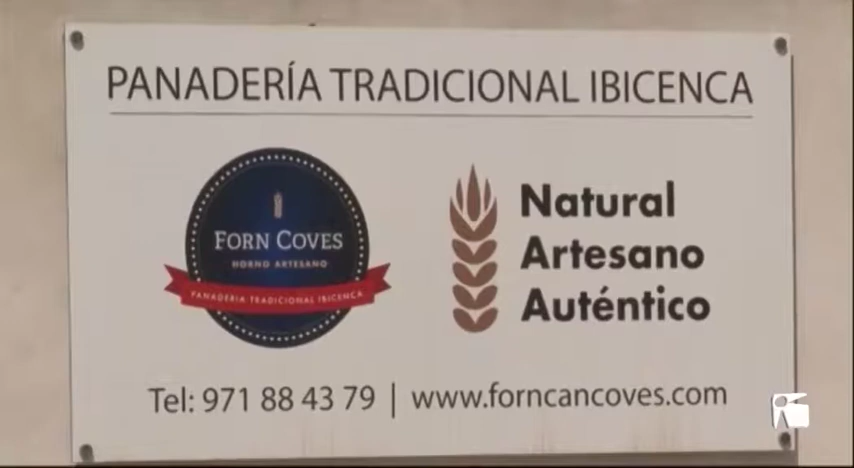 PANADERÍA TRADICIONAL IBICENCA
FORN COVES
HORNO ARTESANO
PANADERIA TRADICIONAL IBICENCA
Natural
Artesano
Auténtico
Tel: 971 88 43 79 | www.forncancoves.com